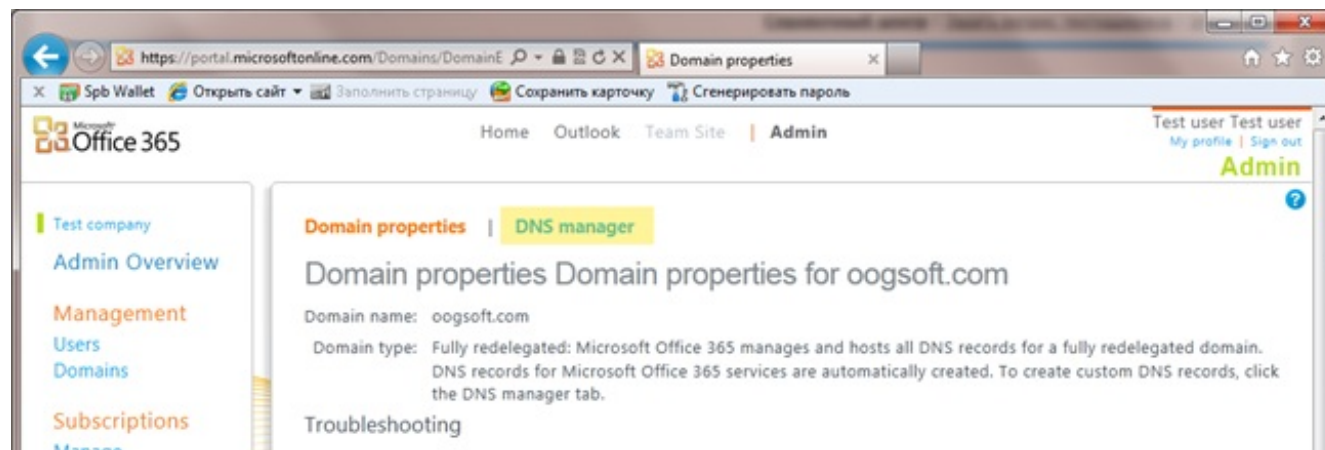 https://portal.microsoftonline.com/Domains/DomainE
Domain properties
Spb Wallet Открыть сайт Заполнить страницу Сохранить карточку Сгенерировать пароль
Microsoft
Office 365
Home Outlook Team Site | Admin
Test user Test user
My profile | Sign out
Admin
Test company
Admin Overview
Management
Users
Domains
Subscriptions
Manage
Domain properties | DNS manager
Domain properties Domain properties for oogsoft.com
Domain name: oogsoft.com
Domain type: Fully redelegated: Microsoft Office 365 manages and hosts all DNS records for a fully redelegated domain.
DNS records for Microsoft Office 365 services are automatically created. To create custom DNS records, click
the DNS manager tab.
Troubleshooting